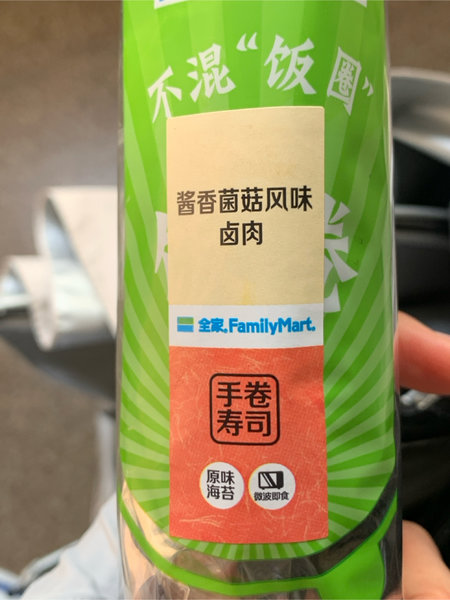 不混“饭圈”
酱香菌菇风味
卤肉
全家 FamilyMart.
手卷
寿司
原味
海苔
微波即食